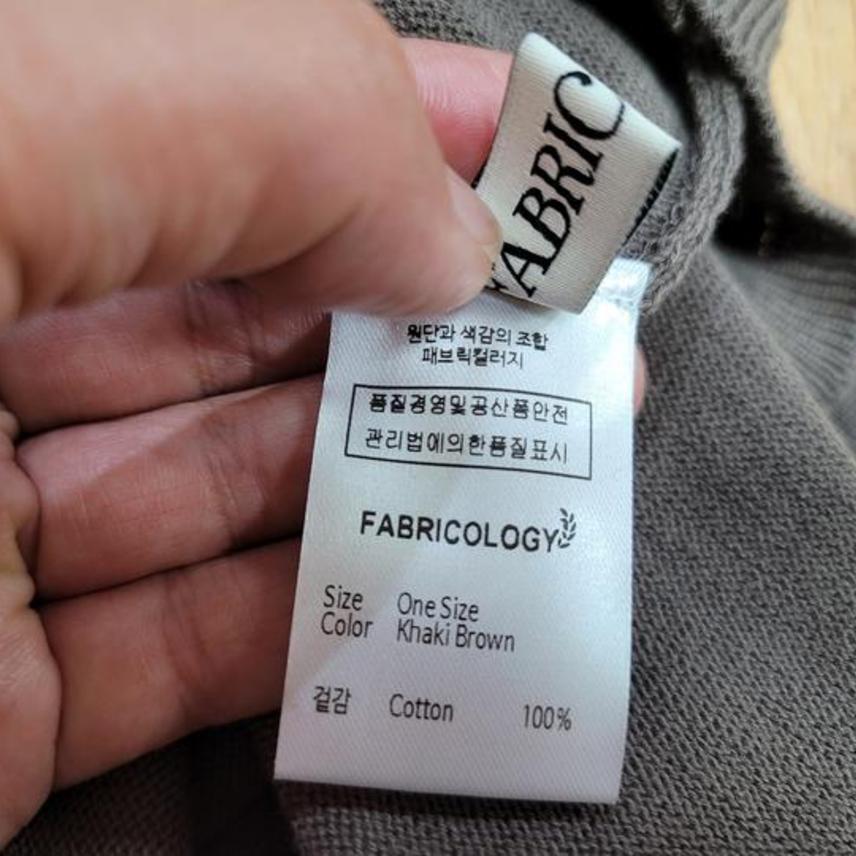 FABRIC
원단과 색감의 조합
패브릭컬러지
품질경영및공산품안전
관리법에의한품질표시
FABRICOLOGY
Size One Size
Color Khaki Brown
겉감 Cotton 100%